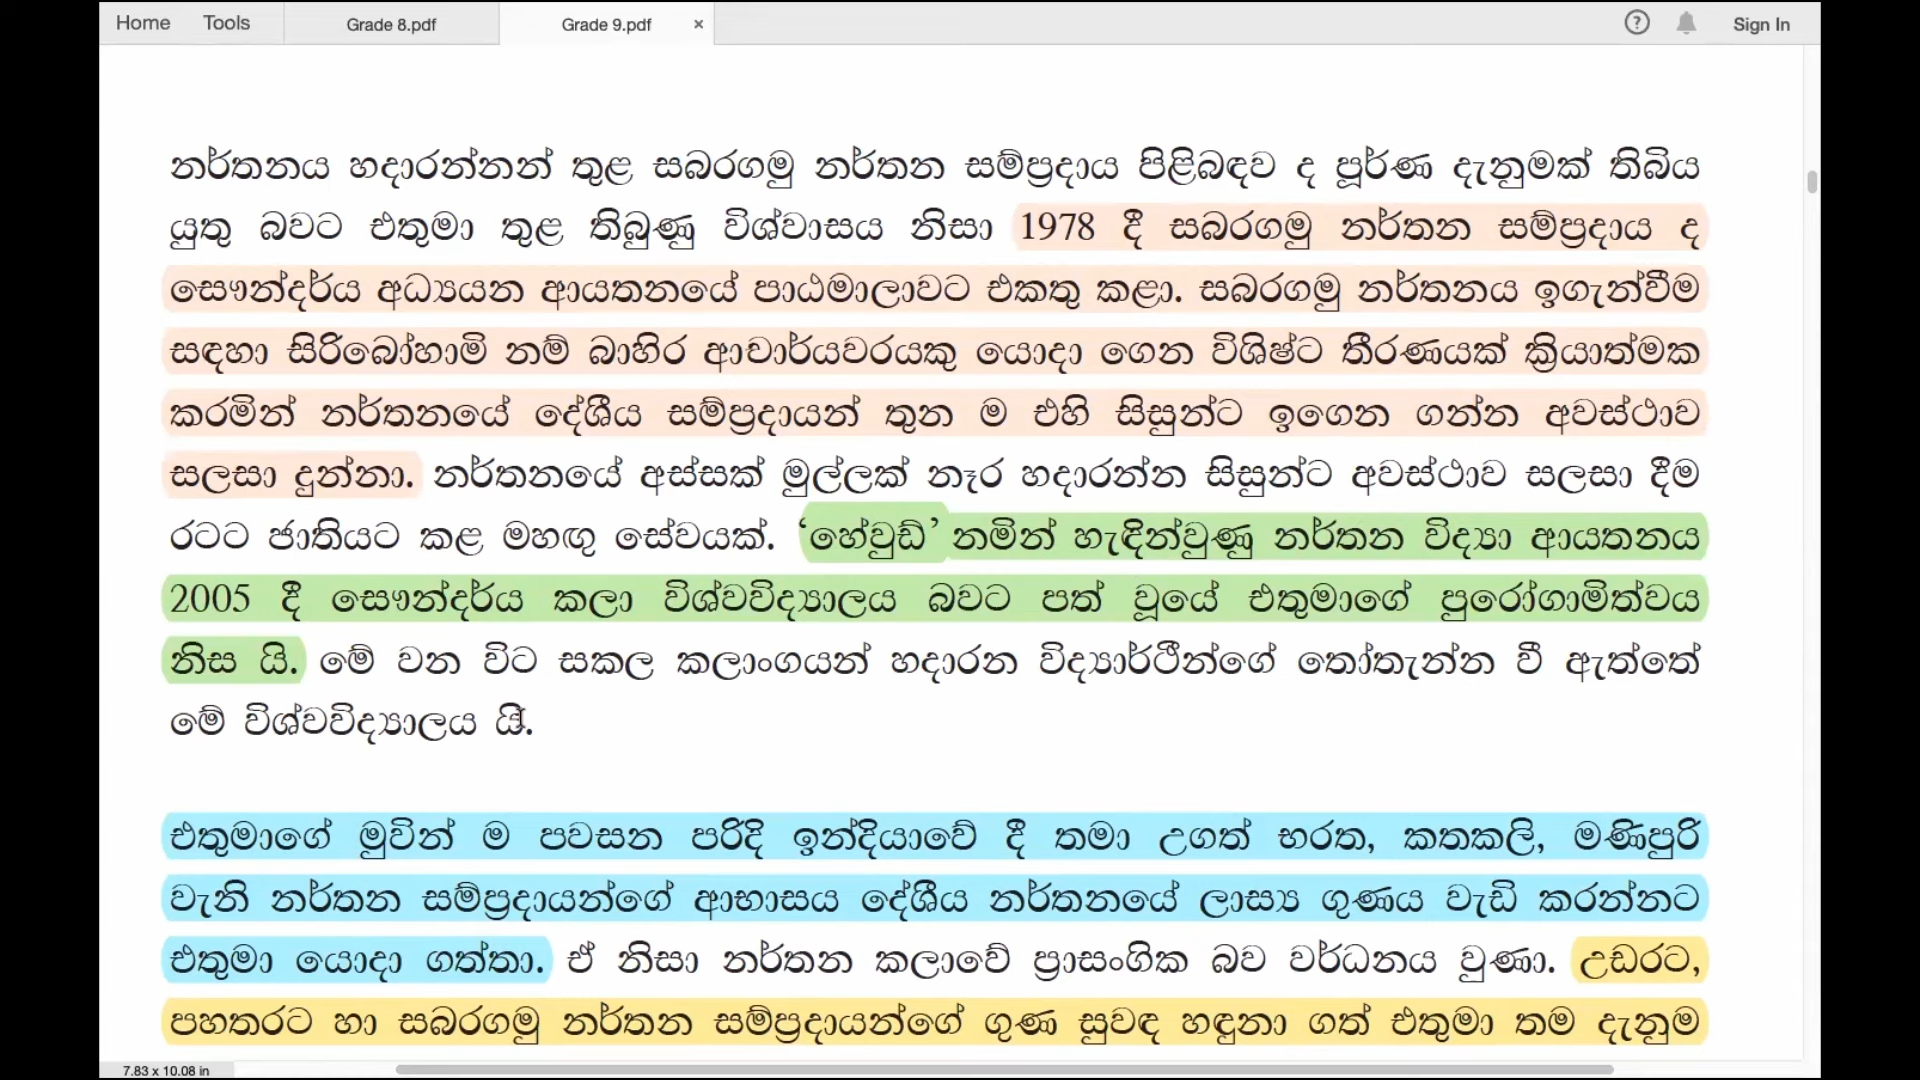 Home Tools Grade 8.pdf Grade 9.pdf × ? Sign In
නර්තනය හදාරන්නන් තුළ සබරගමු නර්තන සම්ප්‍රදාය පිළිබඳව ද පූර්ණ දැනුමක් තිබිය
යුතු බවට එතුමා තුළ තිබුණු විශ්වාසය නිසා 1978 දී සබරගමු නර්තන සම්ප්‍රදාය ද
සෞන්දර්ය අධ්‍යයන ආයතනයේ පාඨමාලාවට එකතු කළා. සබරගමු නර්තනය ඉගැන්වීම
සඳහා සිරිබෝහාමි නම් බාහිර ආචාර්යවරයකු යොදා ගෙන විශිෂ්ට තීරණයක් ක්‍රියාත්මක
කරමින් නර්තනයේ දේශීය සම්ප්‍රදායන් තුන ම එහි සිසුන්ට ඉගෙන ගන්න අවස්ථාව
සලසා දුන්නා. නර්තනයේ අස්සක් මුල්ලක් නෑර හදාරන්න සිසුන්ට අවස්ථාව සලසා දීම
රටට ජාතියට කළ මහඟු සේවයක්. ‘හේවුඩ්’ නමින් හැඳින්වුණු නර්තන විද්‍යා ආයතනය
2005 දී සෞන්දර්ය කලා විශ්වවිද්‍යාලය බවට පත් වූයේ එතුමාගේ පුරෝගාමිත්වය
නිස යි. මේ වන විට සකල කලාංගයන් හදාරන විද්‍යාර්ථීන්ගේ තෝතැන්න වී ඇත්තේ
මේ විශ්වවිද්‍යාලය යි.
එතුමාගේ මුවින් ම පවසන පරිදි ඉන්දියාවේ දී තමා උගත් භරත, කතකලි, මණිපුරි
වැනි නර්තන සම්ප්‍රදායන්ගේ ආභාසය දේශීය නර්තනයේ ලාස්‍ය ගුණය වැඩි කරන්නට
එතුමා යොදා ගත්තා. ඒ නිසා නර්තන කලාවේ ප්‍රාසංගික බව වර්ධනය වුණා. උඩරට,
පහතරට හා සබරගමු නර්තන සම්ප්‍රදායන්ගේ ගුණ සුවඳ හඳුනා ගත් එතුමා තම දැනුම
7.83 x 10.08 in